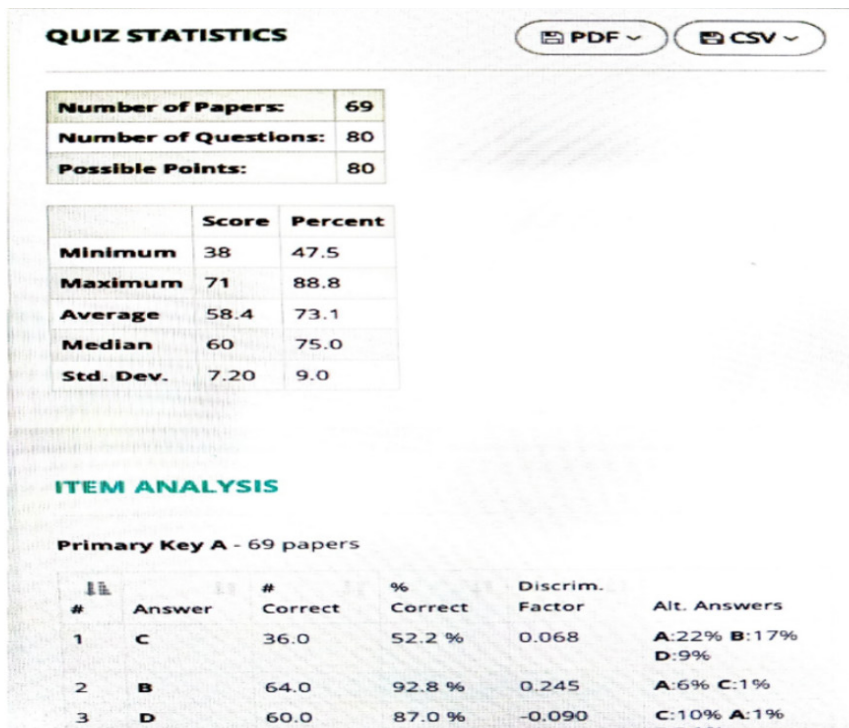 QUIZ STATISTICS
PDF
CSV
Number of Papers: 69
Number of Questions: 80
Possible Points: 80
Score Percent
Minimum 38 47.5
Maximum 71 88.8
Average 58.4 73.1
Median 60 75.0
Std. Dev. 7.20 9.0
ITEM ANALYSIS
Primary Key A - 69 papers
# Answer # Correct % Correct Discrim. Factor Alt. Answers
1 C 36.0 52.2 % 0.068 A:22% B:17%
D:9%
2 B 64.0 92.8 % 0.245 A:6% C:1%
3 D 60.0 87.0 % -0.090 C:10% A:1%